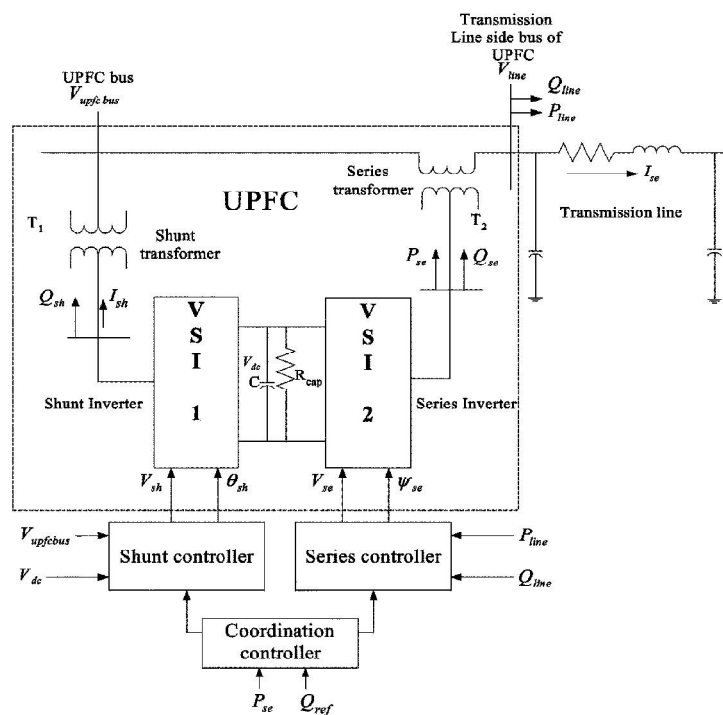 Transmission
Line side bus of
UPFC
V_line
UPFC bus
V_upfc bus
Q_line
P_line
Series
transformer
I_se
UPFC
T_1
T_2
Transmission line
Shunt
transformer
P_se
Q_se
Q_sh
I_sh
V
S
I
1
V
S
I
2
V_dc
C
R_cap
Shunt Inverter
Series Inverter
V_sh
θ_sh
V_se
ψ_se
V_upfcbus
Shunt controller
Series controller
P_line
V_dc
Q_line
Coordination
controller
P_se
Q_ref